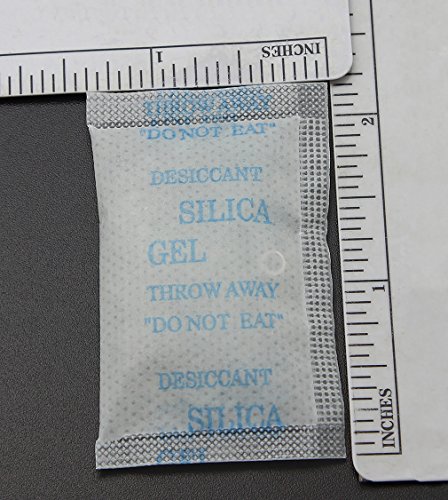 1
INCHES
2
1
INCHES
THROW AWAY
"DO NOT EAT"
DESICCANT
SILICA
GEL
THROW AWAY
"DO NOT EAT"
DESICCANT
SILICA